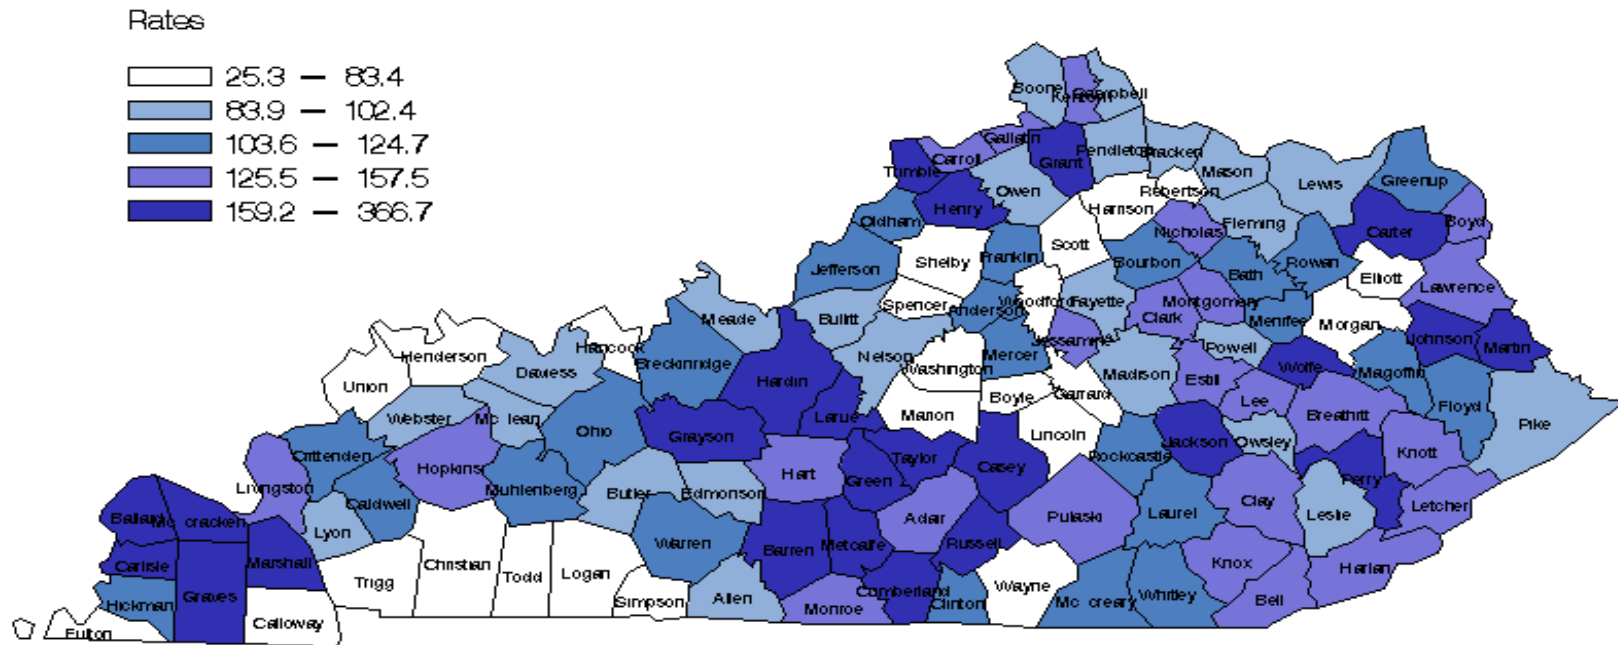 Rates
25.3 — 83.4
83.9 — 102.4
103.6 — 124.7
125.5 — 157.5
159.2 — 366.7
Boone
Kenton
Campbell
Gallatin
Carroll
Grant
Pendleton
Bracken
Trimble
Owen
Mason
Lewis
Greenup
Robertson
Henry
Harrison
Oldham
Fleming
Carter
Boyd
Nicholas
Scott
Shelby
Franklin
Jefferson
Bourbon
Bath
Rowan
Elliott
Lawrence
Spencer
Woodford
Fayette
Montgomery
Anderson
Clark
Menifee
Morgan
Meade
Bullitt
Jessamine
Johnson
Martin
Hancock
Henderson
Nelson
Mercer
Powell
Breckinridge
Daviess
Washington
Madison
Wolfe
Magoffin
Union
Hardin
Estill
Boyle
Garrard
Lee
Floyd
Webster
Mc lean
Larue
Marion
Breathitt
Pike
Ohio
Grayson
Lincoln
Jackson
Owsley
Crittenden
Taylor
Rockcastle
Knott
Hopkins
Hart
Casey
Perry
Livingston
Muhlenberg
Butler
Edmonson
Green
Caldwell
Clay
Letcher
Ballard
Mc cracken
Lyon
Adair
Pulaski
Laurel
Leslie
Warren
Barren
Metcalfe
Russell
Carlisle
Marshall
Knox
Harlan
Trigg
Christian
Todd
Logan
Wayne
Graves
Cumberland
Hickman
Simpson
Allen
Monroe
Clinton
Mc creary
Whitley
Bell
Calloway
Fulton